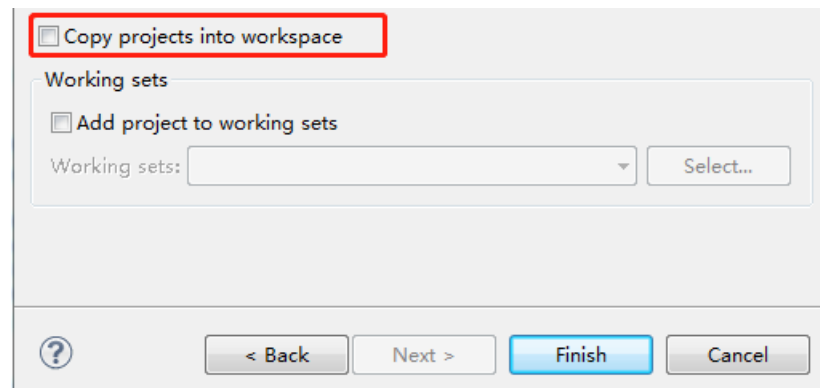 Copy projects into workspace
Working sets
Add project to working sets
Working sets:
Select...
?
< Back
Next >
Finish
Cancel